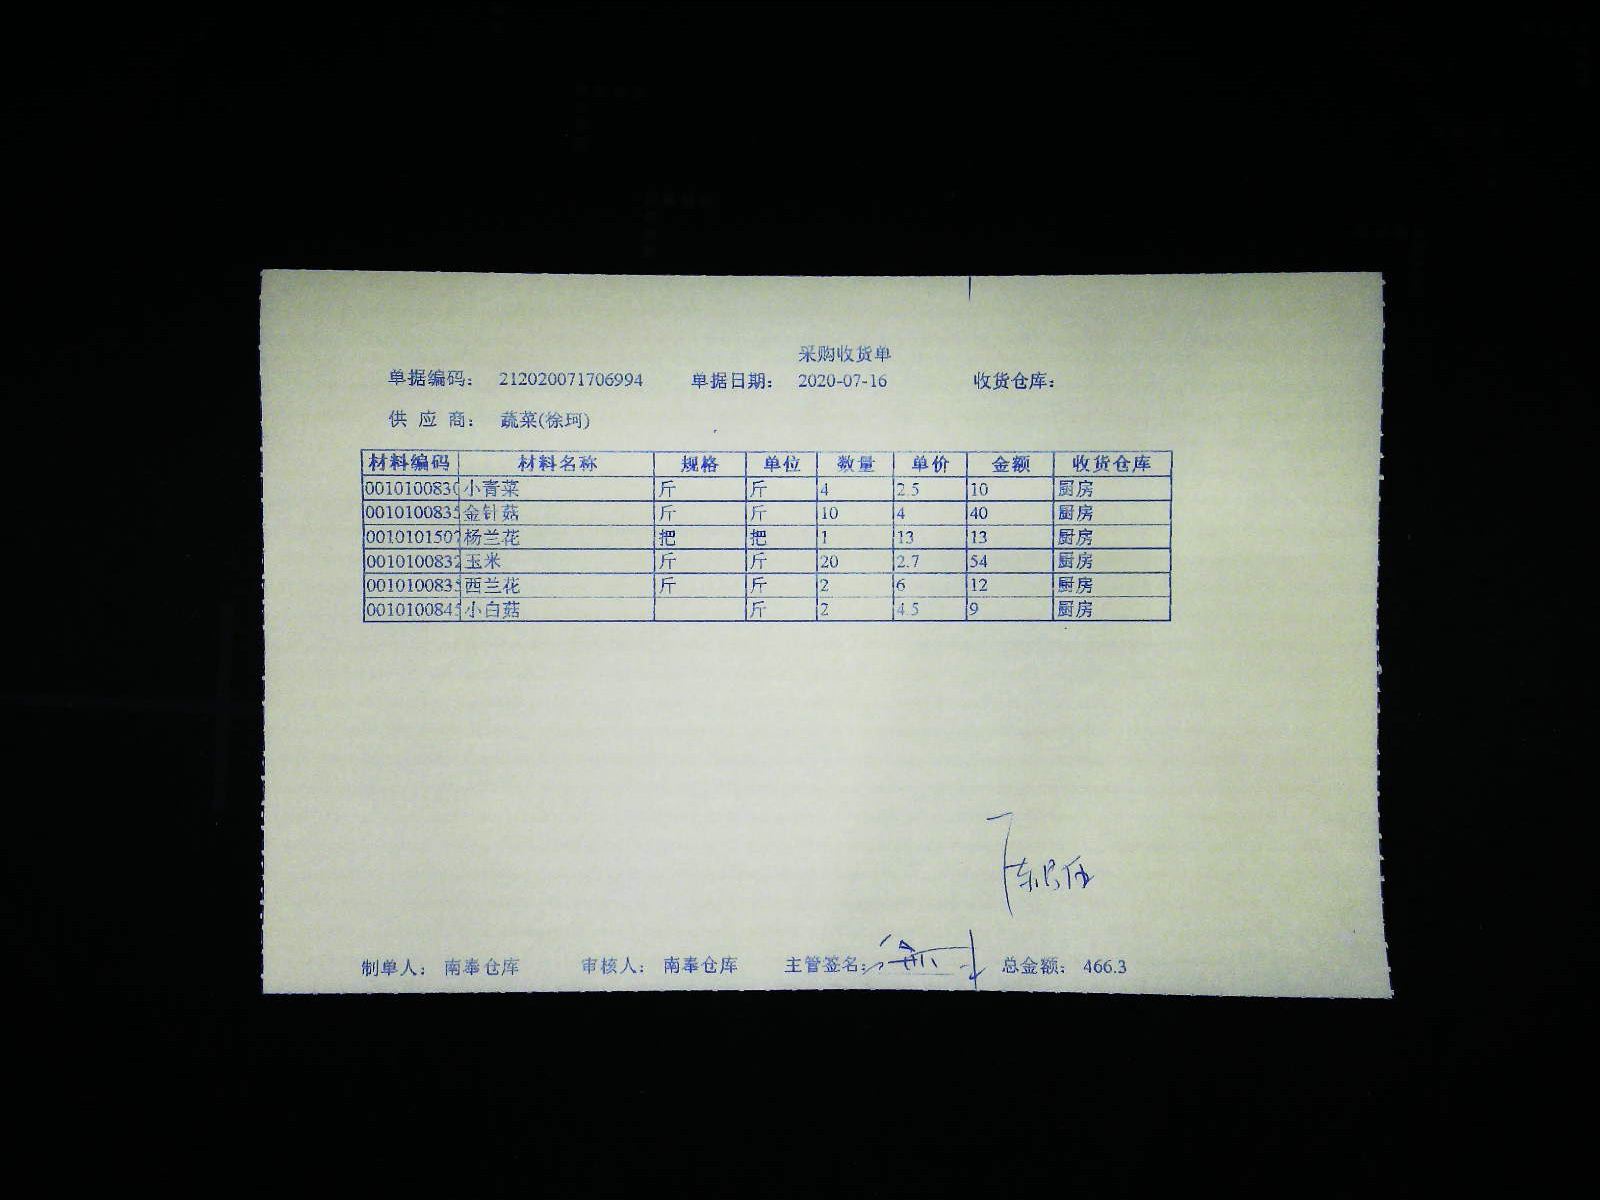 采购收货单
单据编码： 212020071706994 单据日期： 2020-07-16 收货仓库：
供 应 商： 蔬菜(徐珂)
材料编码 材料名称 规格 单位 数量 单价 金额 收货仓库
001010083 小青菜 斤 斤 4 2.5 10 厨房
001010083 金针菇 斤 斤 10 4 40 厨房
001010150 杨兰花 把 把 1 13 13 厨房
001010083 玉米 斤 斤 20 2.7 54 厨房
001010083 西兰花 斤 斤 2 6 12 厨房
001010084 小白菇 斤 2 4.5 9 厨房
制单人： 南奉仓库 审核人： 南奉仓库 主管签名： 总金额： 466.3